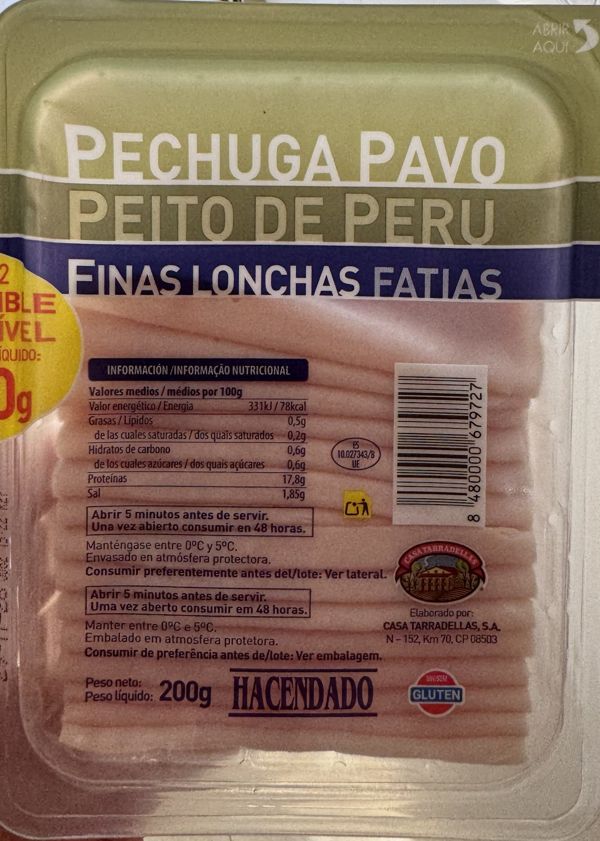 ABRIR
AQUÍ
PECHUGA PAVO
PEITO DE PERU
FINAS LONCHAS FATIAS
2
IBLE
ÍVEL
ÍQUIDO:
0g
INFORMACIÓN /INFORMAÇÃO NUTRICIONAL
Valores medios / médios por 100g
Valor energético / Energia 331kJ / 78kcal
Grasas / Lípidos 0,5g
de las cuales saturadas / dos quais saturados 0,2g
Hidratos de carbono 0,6g
de los cuales azúcares / dos quais açúcares 0,6g
Proteínas 17,8g
Sal 1,85g
ES
10.027343/B
UE
8 480000 679727
Abrir 5 minutos antes de servir.
Una vez abierto consumir en 48 horas.
Manténgase entre 0ºC y 5ºC.
Envasado en atmósfera protectora.
Consumir preferentemente antes del/lote: Ver lateral.
Abrir 5 minutos antes de servir.
Uma vez aberto consumir em 48 horas.
Manter entre 0ºC e 5ºC.
Embalado em atmosfera protetora.
Consumir de preferência antes de/lote: Ver embalagem.
CASA TARRADELLAS
Elaborado por:
CASA TARRADELLAS, S.A.
N – 152, Km 70, CP 08503
Peso neto:
Peso líquido: 200g
HACENDADO
SIN/SEM
GLUTEN